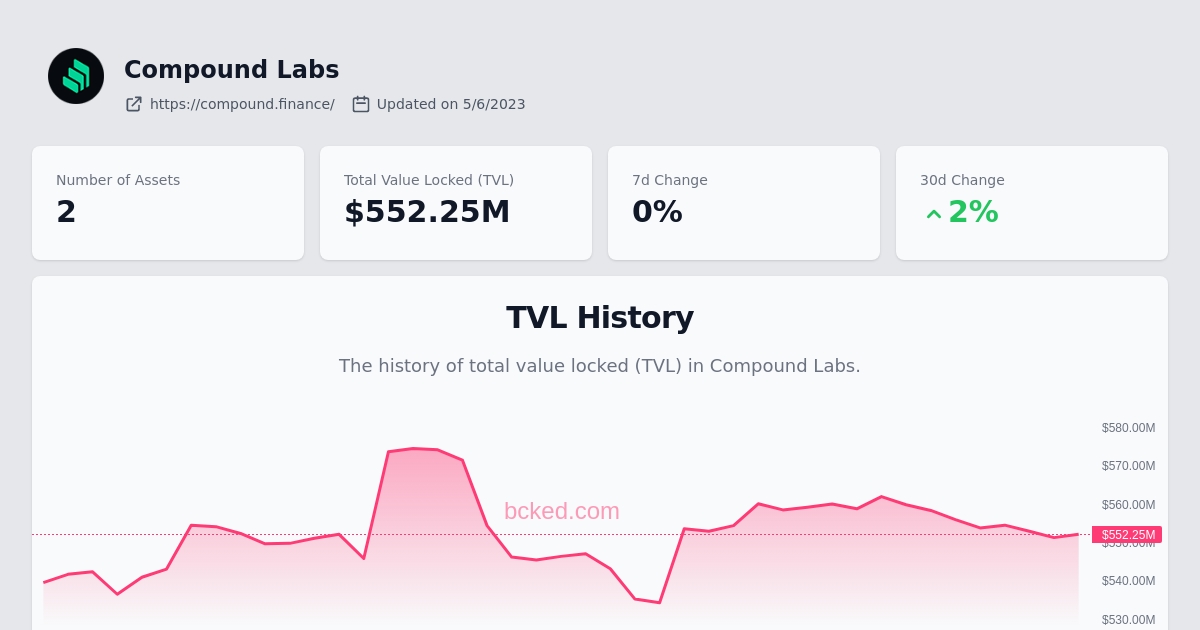 Compound Labs
https://compound.finance/ Updated on 5/6/2023
Number of Assets
2
Total Value Locked (TVL)
$552.25M
7d Change
0%
30d Change
2%
TVL History
The history of total value locked (TVL) in Compound Labs.
bcked.com
$580.00M
$570.00M
$560.00M
$552.25M
$550.00M
$540.00M
$530.00M